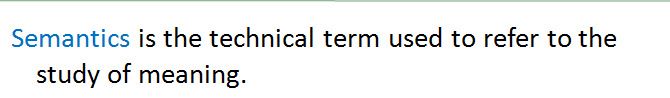 Semantics is the technical term used to refer to the
study of meaning.